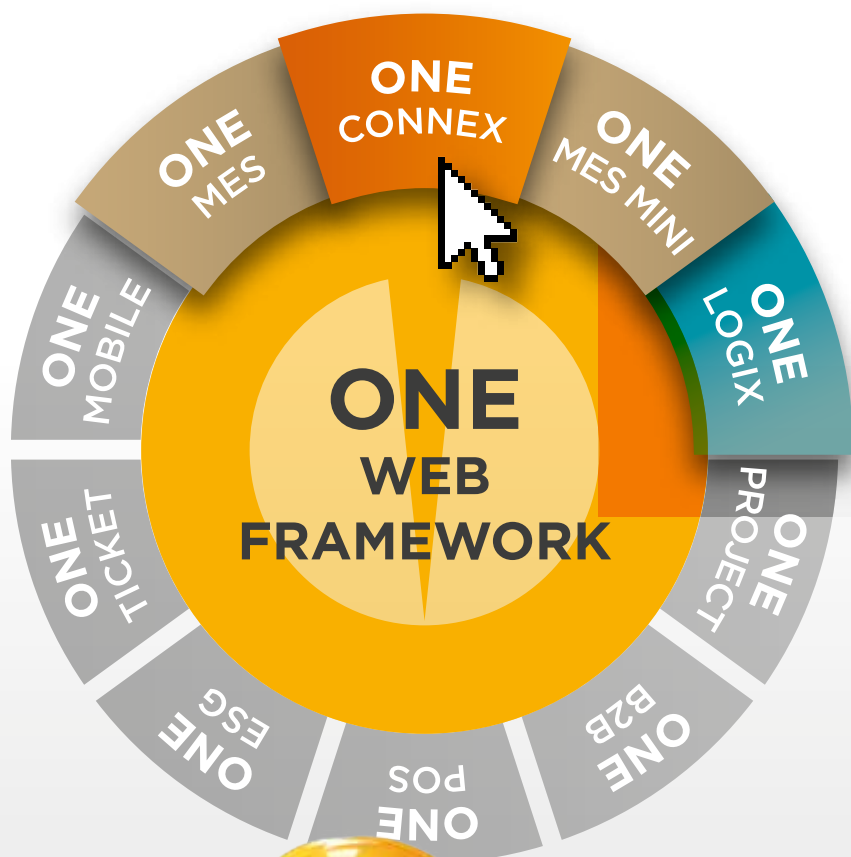 ONE
CONNEX
ONE
MES MINI
ONE
LOGIX
ONE
PROJECT
ONE
B2B
ONE
POS
ONE
ESG
ONE
TICKET
ONE
MOBILE
ONE
MES
ONE
WEB
FRAMEWORK